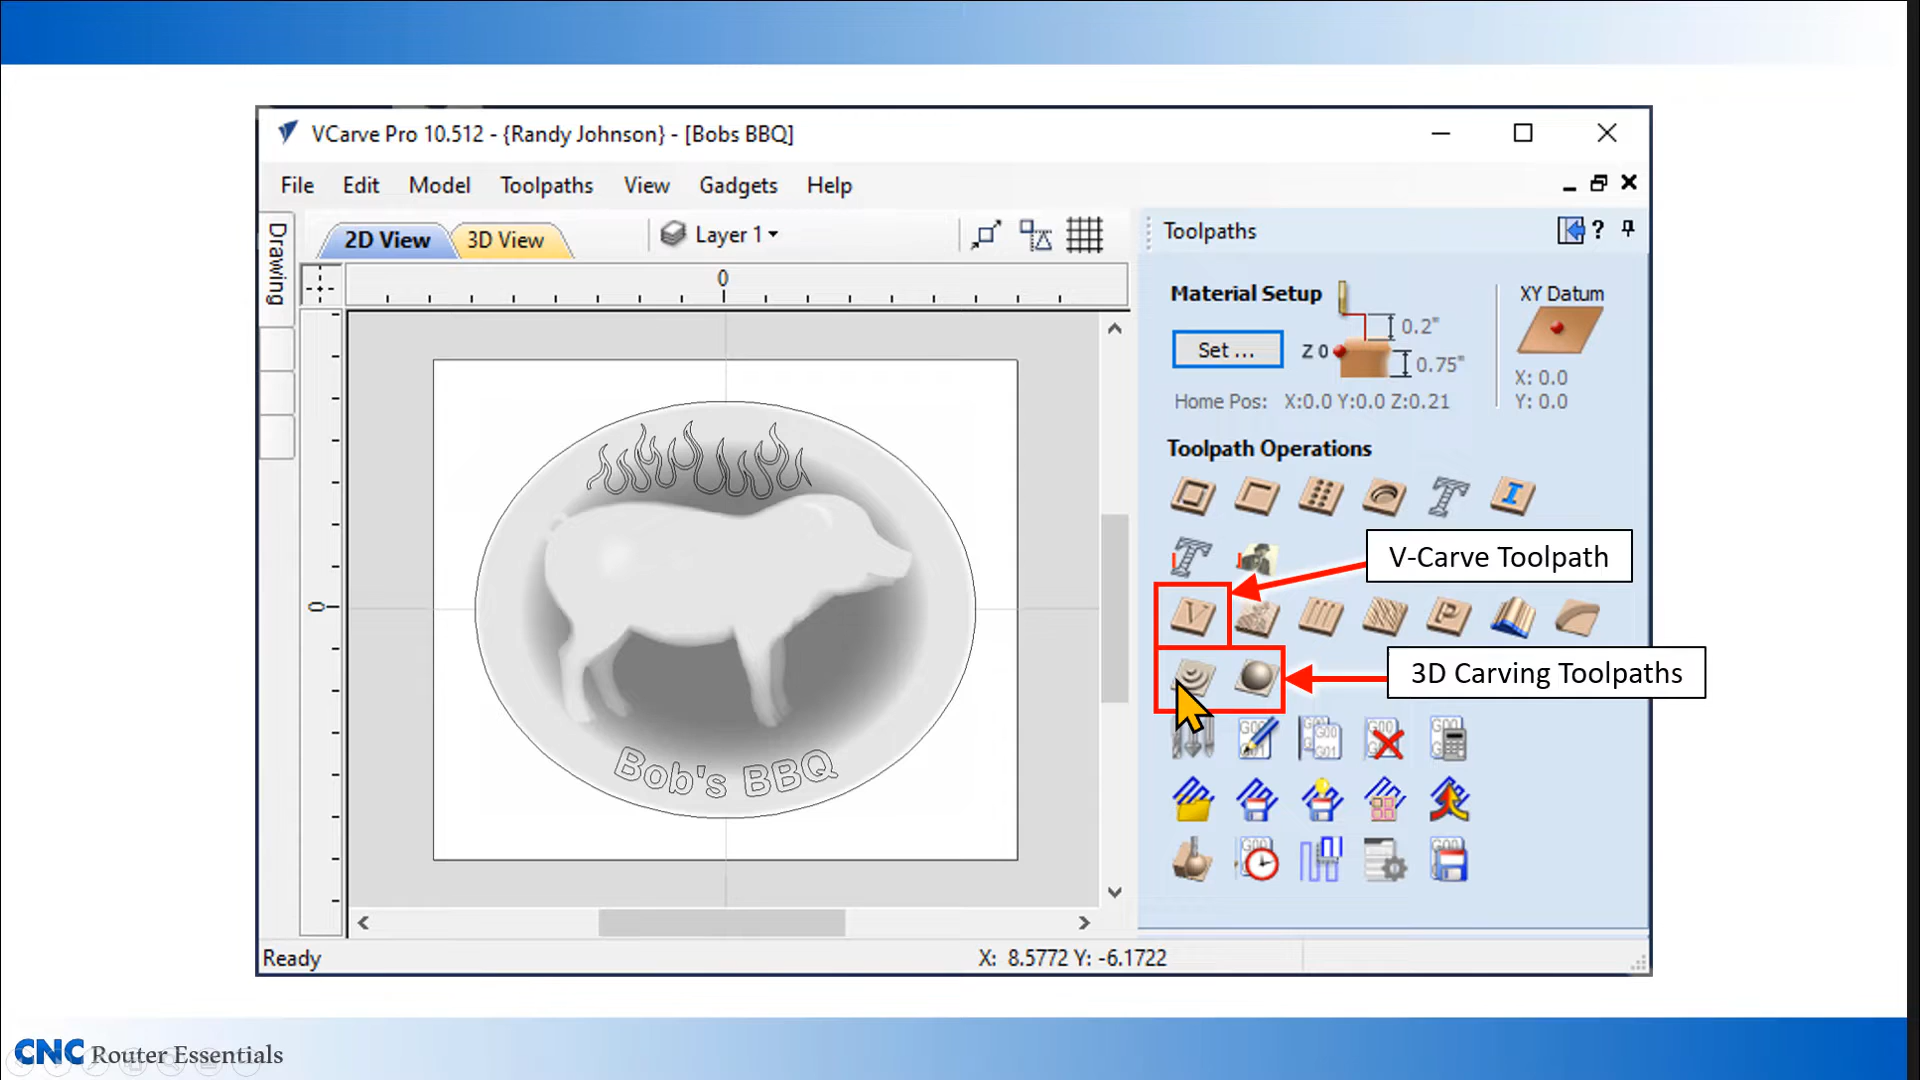 VCarve Pro 10.512 - {Randy Johnson} - [Bobs BBQ]
File Edit Model Toolpaths View Gadgets Help
Drawing
2D View
3D View
Layer 1
Toolpaths
?
0
0
Material Setup
Set ...
Z 0
0.2"
0.75"
XY Datum
X: 0.0
Y: 0.0
Home Pos: X:0.0 Y:0.0 Z:0.21
Toolpath Operations
V-Carve Toolpath
3D Carving Toolpaths
Bob's BBQ
Ready
X: 8.5772 Y: -6.1722
CNC Router Essentials